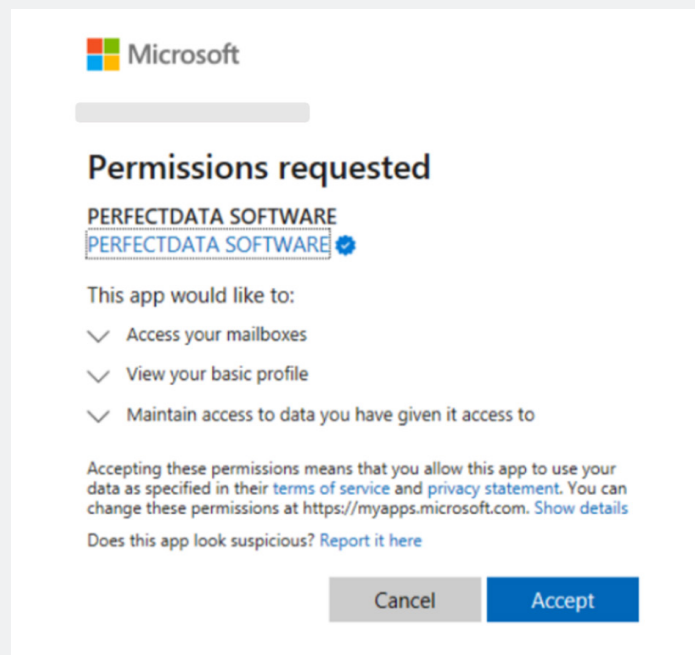 Microsoft
Permissions requested
PERFECTDATA SOFTWARE
PERFECTDATA SOFTWARE
This app would like to:
Access your mailboxes
View your basic profile
Maintain access to data you have given it access to
Accepting these permissions means that you allow this app to use your
data as specified in their terms of service and privacy statement. You can
change these permissions at https://myapps.microsoft.com. Show details
Does this app look suspicious? Report it here
Cancel Accept